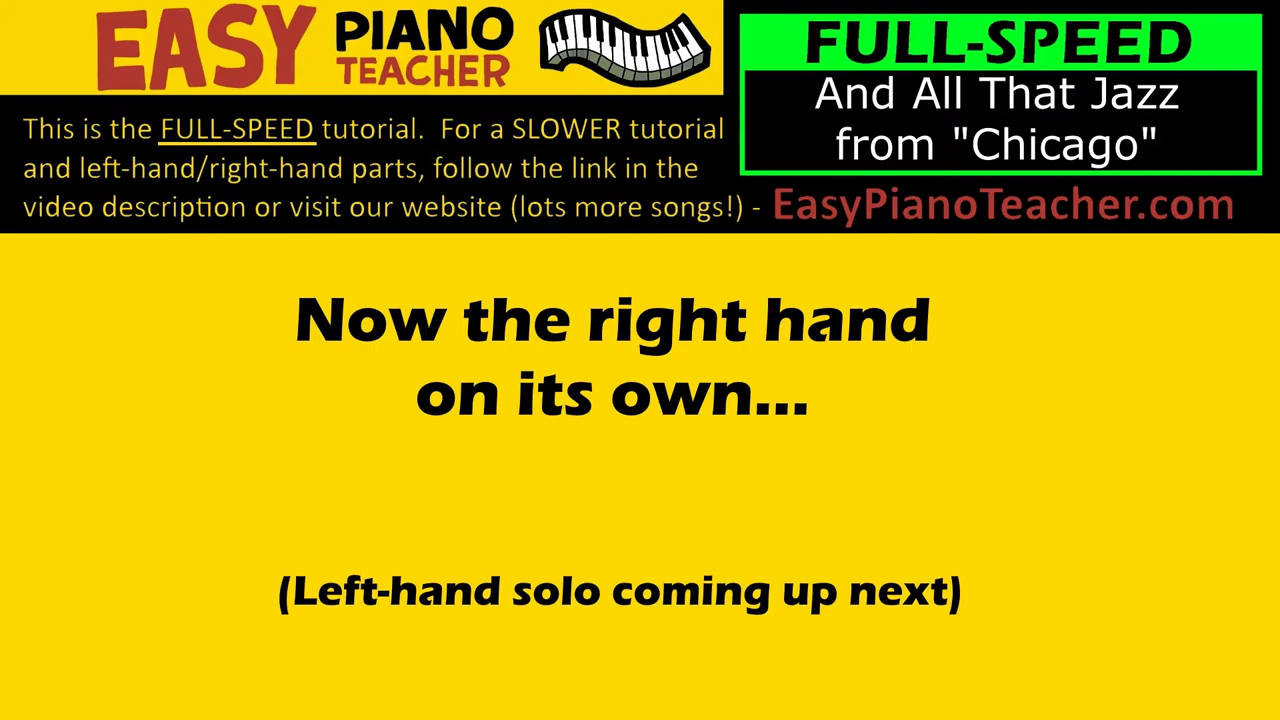 EASY PIANO TEACHER
FULL-SPEED
And All That Jazz
from "Chicago"
This is the FULL-SPEED tutorial. For a SLOWER tutorial
and left-hand/right-hand parts, follow the link in the
video description or visit our website (lots more songs!) - EasyPianoTeacher.com
Now the right hand
on its own...
(Left-hand solo coming up next)